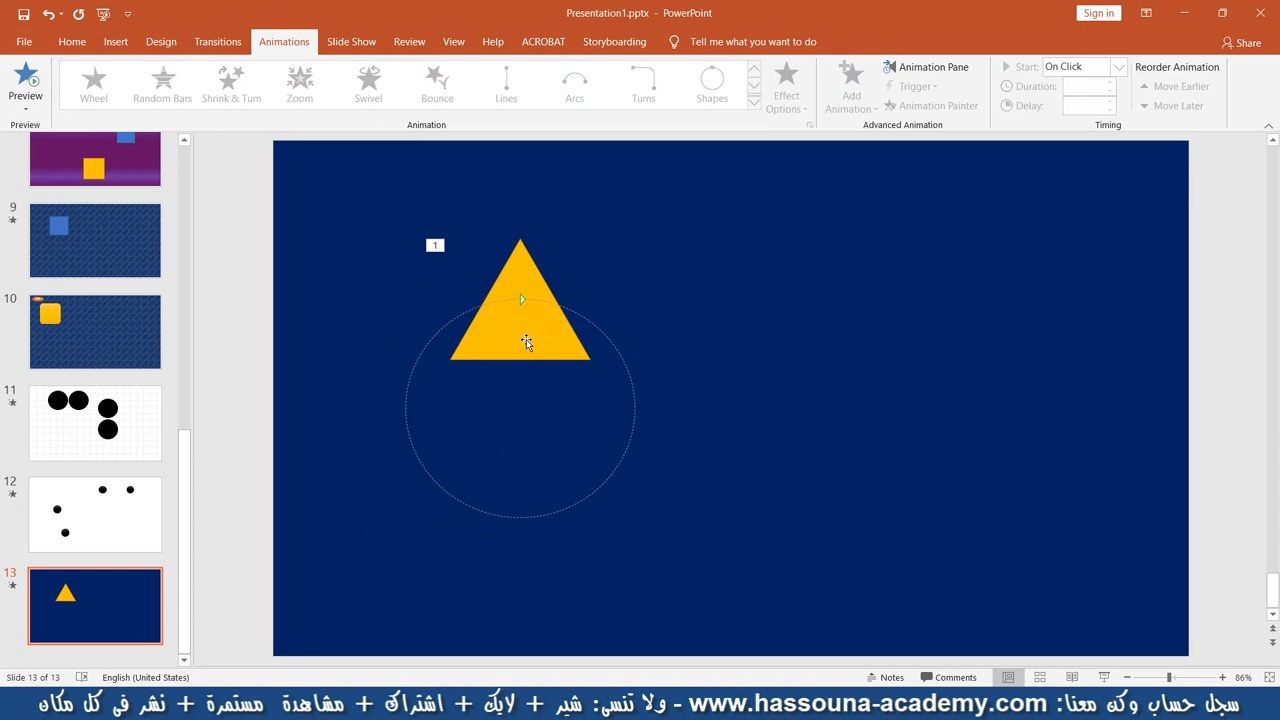 Presentation1.pptx - PowerPoint
Sign in
File Home Insert Design Transitions Animations Slide Show Review View Help ACROBAT Storyboarding Tell me what you want to do Share
Preview
Wheel Random Bars Shrink & Turn Zoom Swivel Bounce Lines Arcs Turns Shapes
Effect Options
Add Animation
Animation Pane
Trigger
Animation Painter
Start: On Click
Duration:
Delay:
Reorder Animation
Move Earlier
Move Later
Preview Animation Advanced Animation Timing
1
9
10
11
12
13
Slide 13 of 13 English (United States) Notes Comments 86%
سجل حساب وكن معنا: www.hassouna-academy.com - ولا تنسى: شير + لايك + اشتراك + مشاهدة مستمرة + نشر في كل مكان